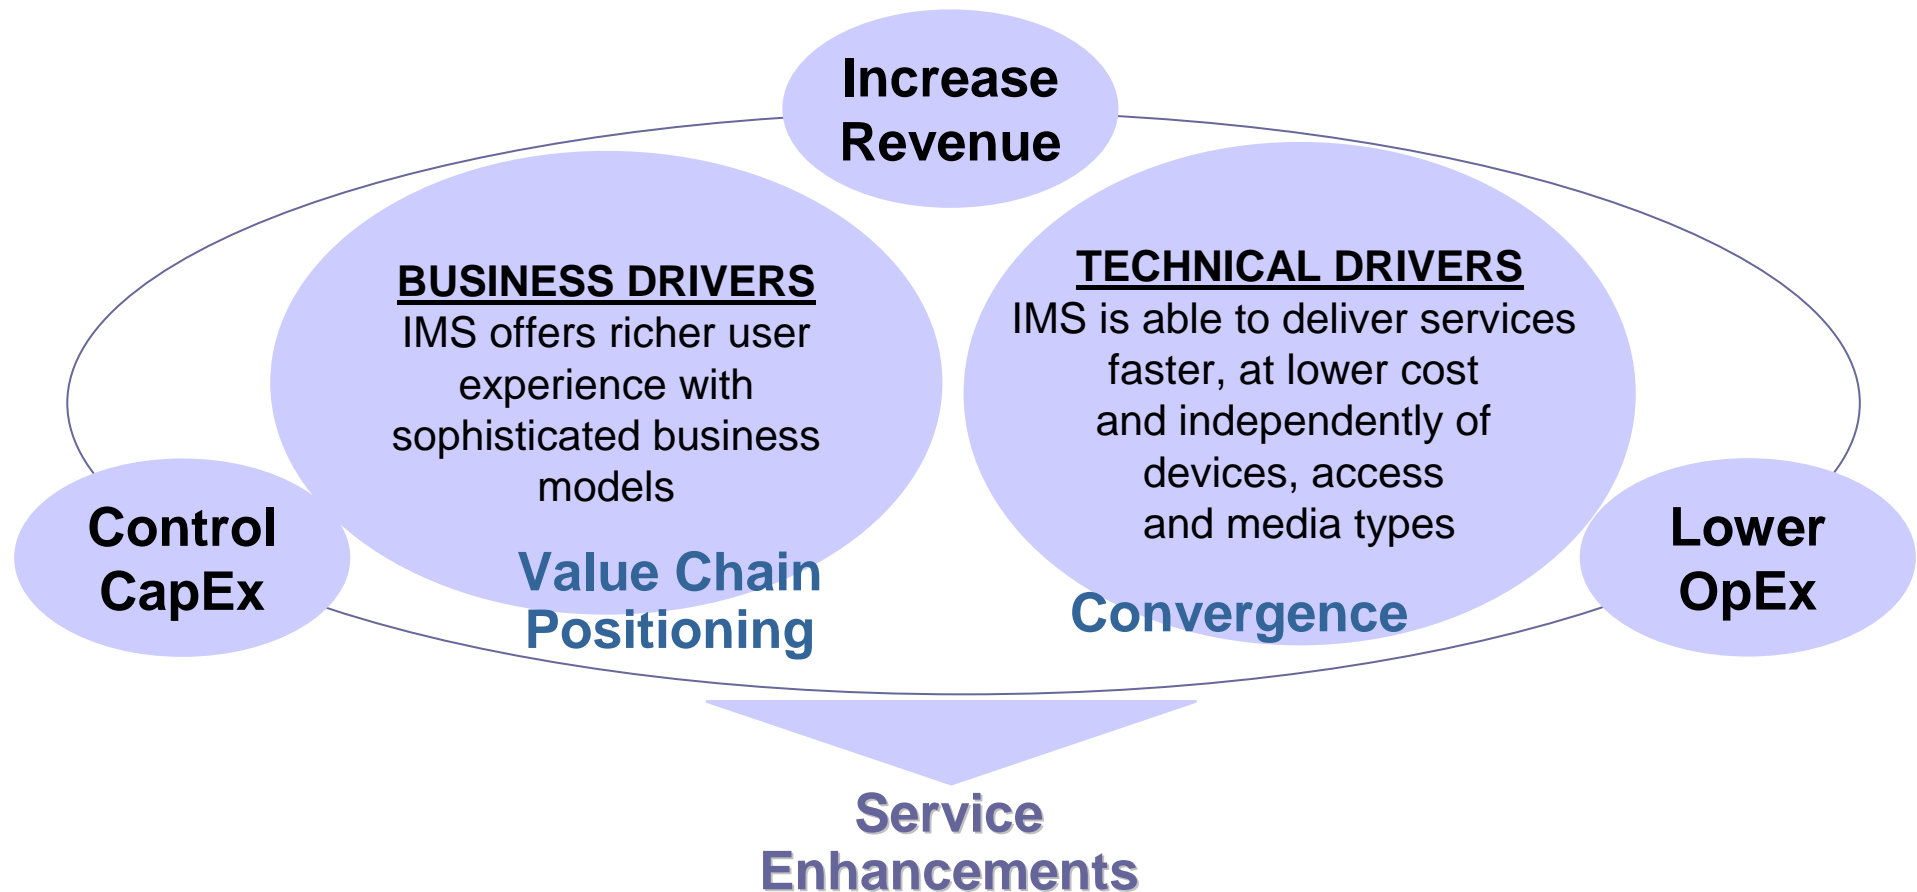 Increase
Revenue
BUSINESS DRIVERS
IMS offers richer user
experience with
sophisticated business
models
Value Chain
Positioning
TECHNICAL DRIVERS
IMS is able to deliver services
faster, at lower cost
and independently of
devices, access
and media types
Convergence
Control
CapEx
Lower
OpEx
Service
Enhancements